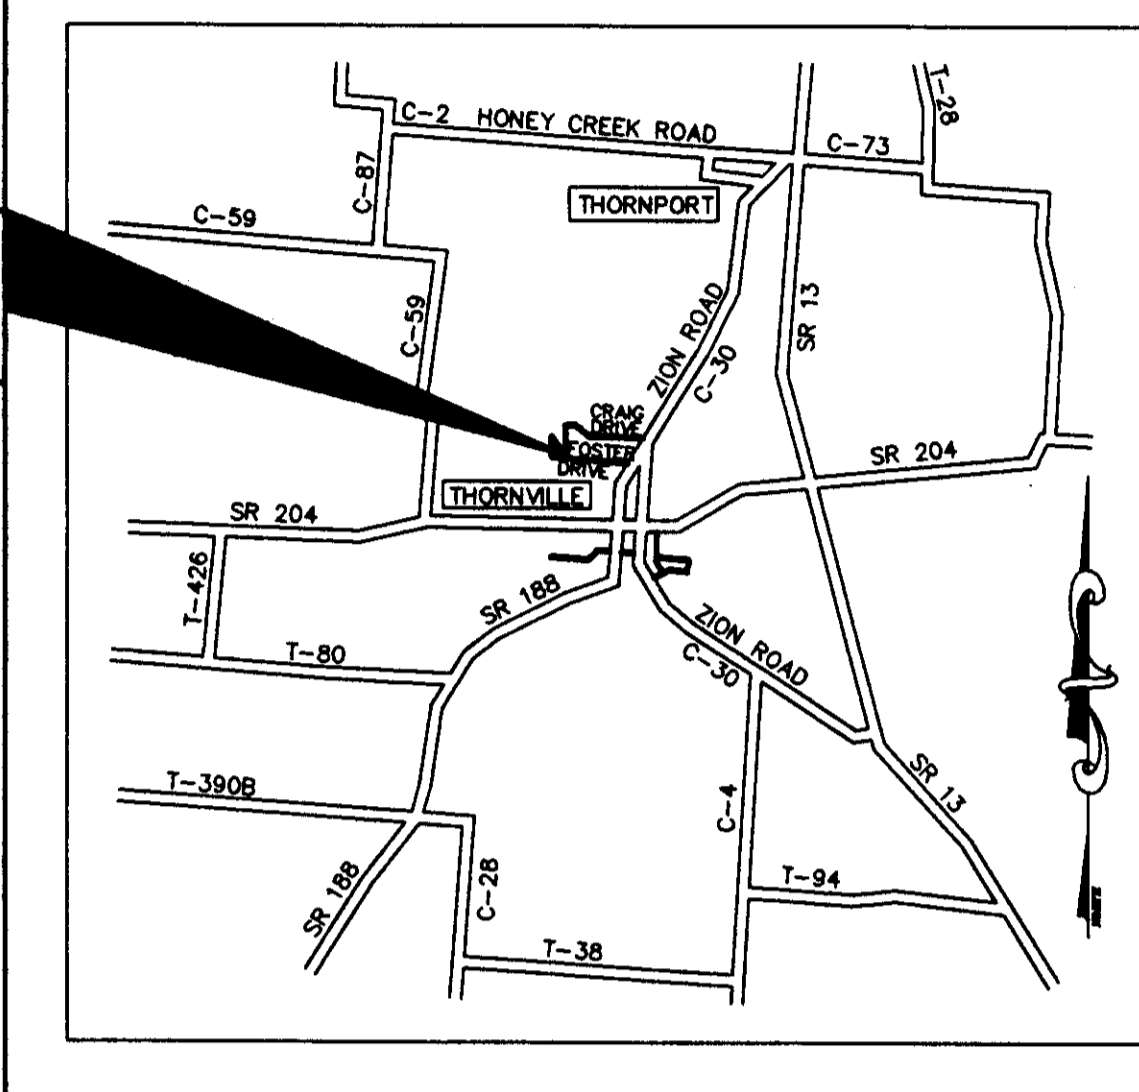 C-2 HONEY CREEK ROAD
T-28
C-73
C-87
THORNPORT
C-59
C-59
ZION ROAD
C-30
SR 13
CRAIG
DRIVE
FOSTER
DRIVE
SR 204
THORNVILLE
SR 204
T-426
SR 188
ZION ROAD
C-30
T-80
T-390B
SR 13
C-4
SR 188
C-28
T-94
T-38